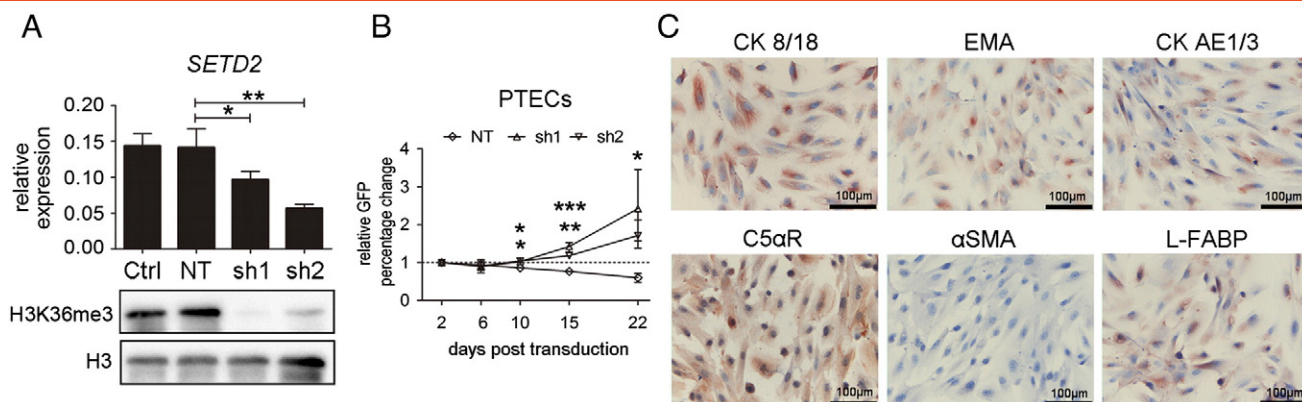 A
SETD2
**
*
0.20
0.15
0.10
0.05
0.00
relative
expression
Ctrl NT sh1 sh2
H3K36me3
H3
B
PTECs
NT sh1 sh2
relative GFP
percentage change
4
3
2
1
0
*
*
***
**
*
2 6 10 15 22
days post transduction
C
CK 8/18 EMA CK AE1/3
100µm 100µm 100µm
C5αR αSMA L-FABP
100µm 100µm 100µm